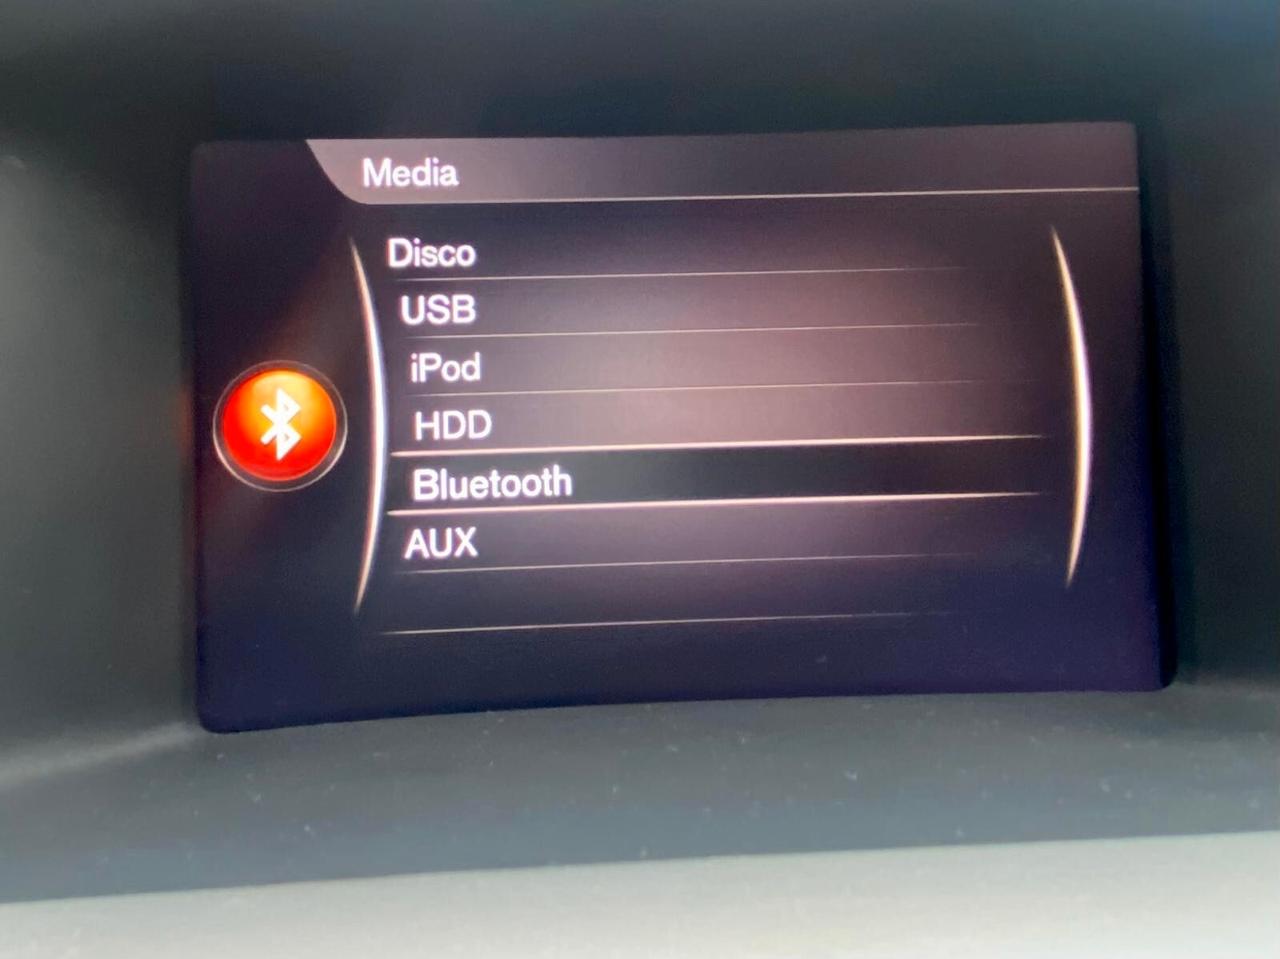 Media
Disco
USB
iPod
HDD
Bluetooth
AUX